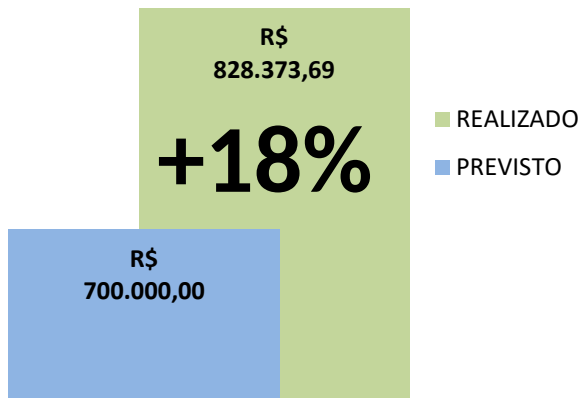 R$
828.373,69
+18%
REALIZADO
PREVISTO
R$
700.000,00